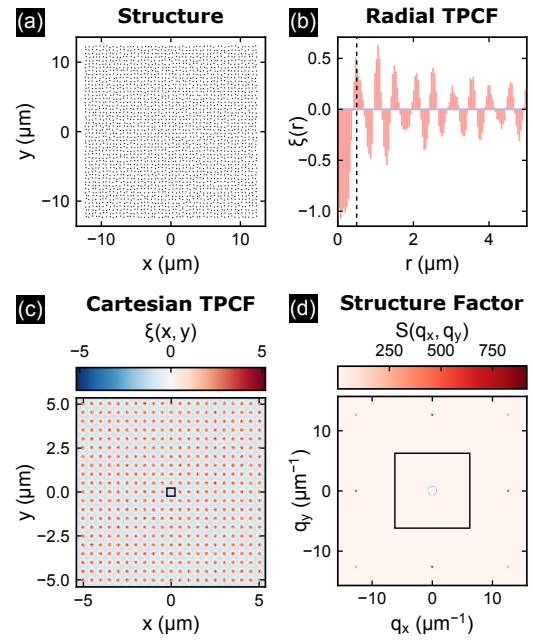 (a) Structure
10
0
−10
y (μm)
−10 0 10
x (μm)
(b) Radial TPCF
0.5
0.0
−0.5
−1.0
ξ(r)
0 2 4
r (μm)
(c) Cartesian TPCF
ξ(x, y)
−5 0 5
5.0
2.5
0.0
−2.5
−5.0
y (μm)
−5 0 5
x (μm)
(d) Structure Factor
S(qx, qy)
250 500 750
10
0
−10
qy (μm⁻¹)
−10 0 10
qx (μm⁻¹)